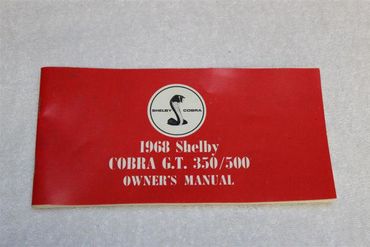 SHELBY COBRA
1968 Shelby
COBRA G.T. 350/500
OWNER'S MANUAL